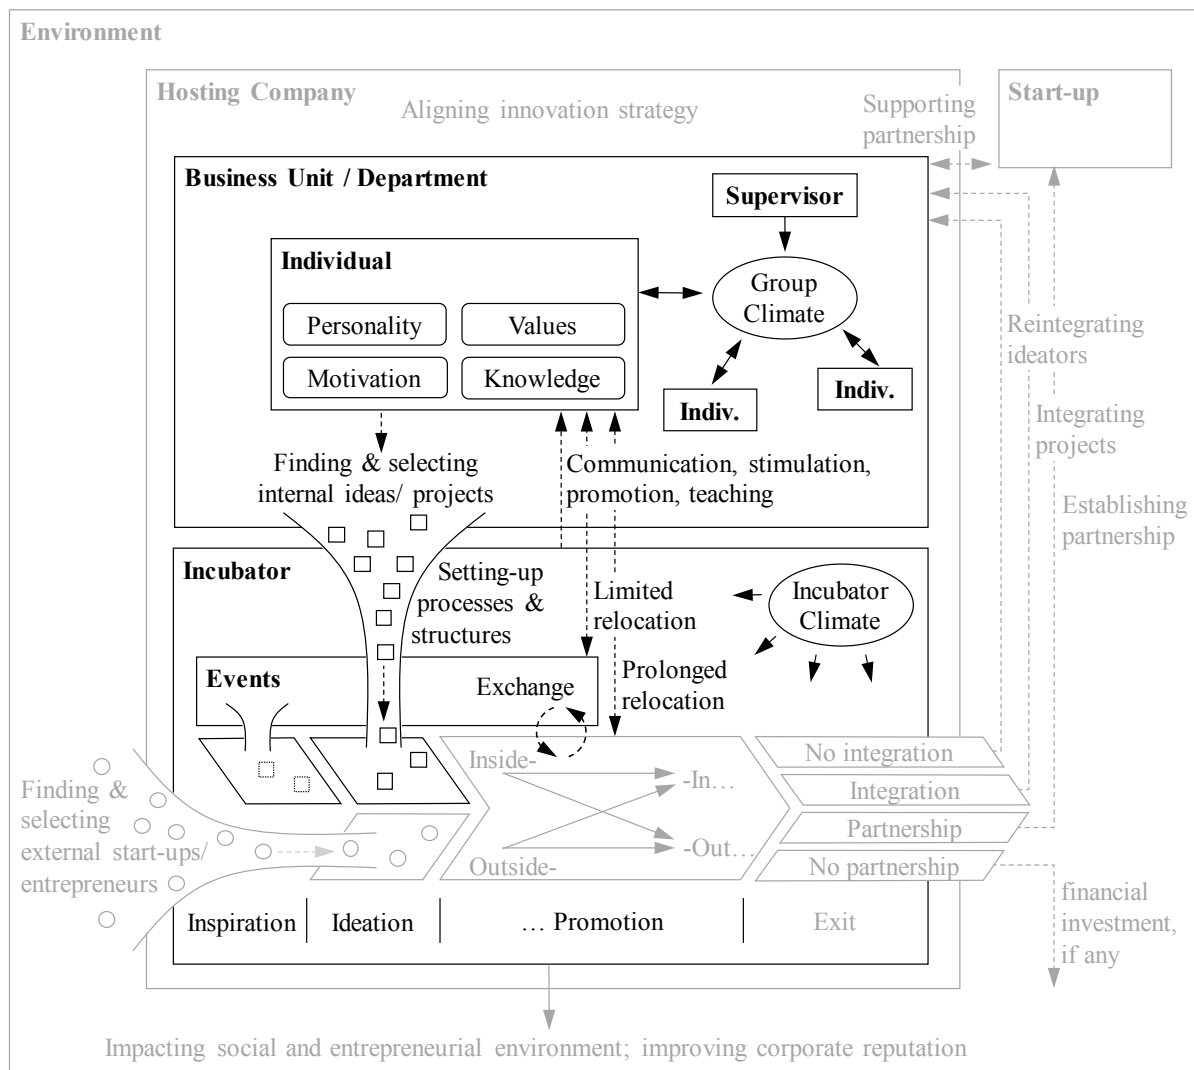 Environment
Hosting Company
Aligning innovation strategy
Supporting
partnership
Start-up
Business Unit / Department
Supervisor
Individual
Personality
Values
Motivation
Knowledge
Group
Climate
Indiv.
Indiv.
Reintegrating
ideators
Integrating
projects
Establishing
partnership
Finding & selecting
internal ideas/ projects
Communication, stimulation,
promotion, teaching
Incubator
Setting-up
processes &
structures
Limited
relocation
Incubator
Climate
Events
Exchange
Prolonged
relocation
Finding &
selecting
external start-ups/
entrepreneurs
Inside-
-In…
Outside-
-Out…
No integration
Integration
Partnership
No partnership
Inspiration
Ideation
… Promotion
Exit
financial
investment,
if any
Impacting social and entrepreneurial environment; improving corporate reputation